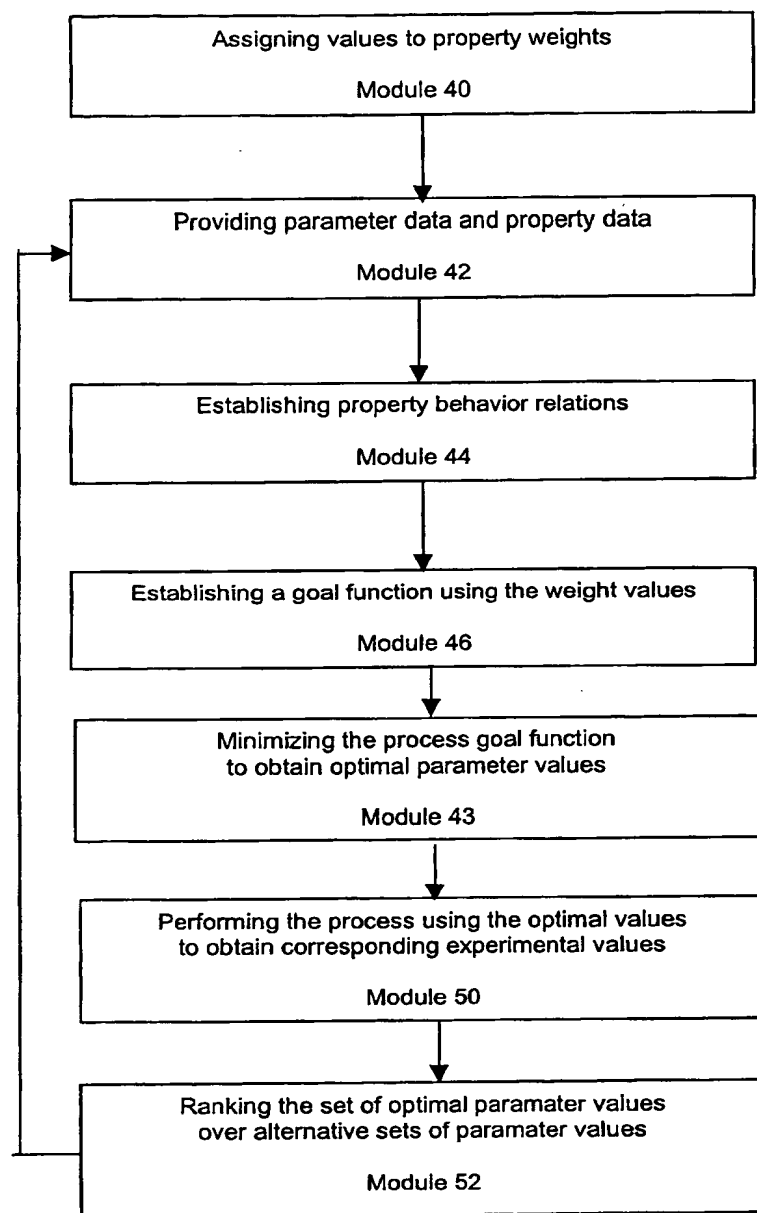 Assigning values to property weights
Module 40
Providing parameter data and property data
Module 42
Establishing property behavior relations
Module 44
Establishing a goal function using the weight values
Module 46
Minimizing the process goal function
to obtain optimal parameter values
Module 43
Performing the process using the optimal values
to obtain corresponding experimental values
Module 50
Ranking the set of optimal paramater values
over alternative sets of paramater values
Module 52